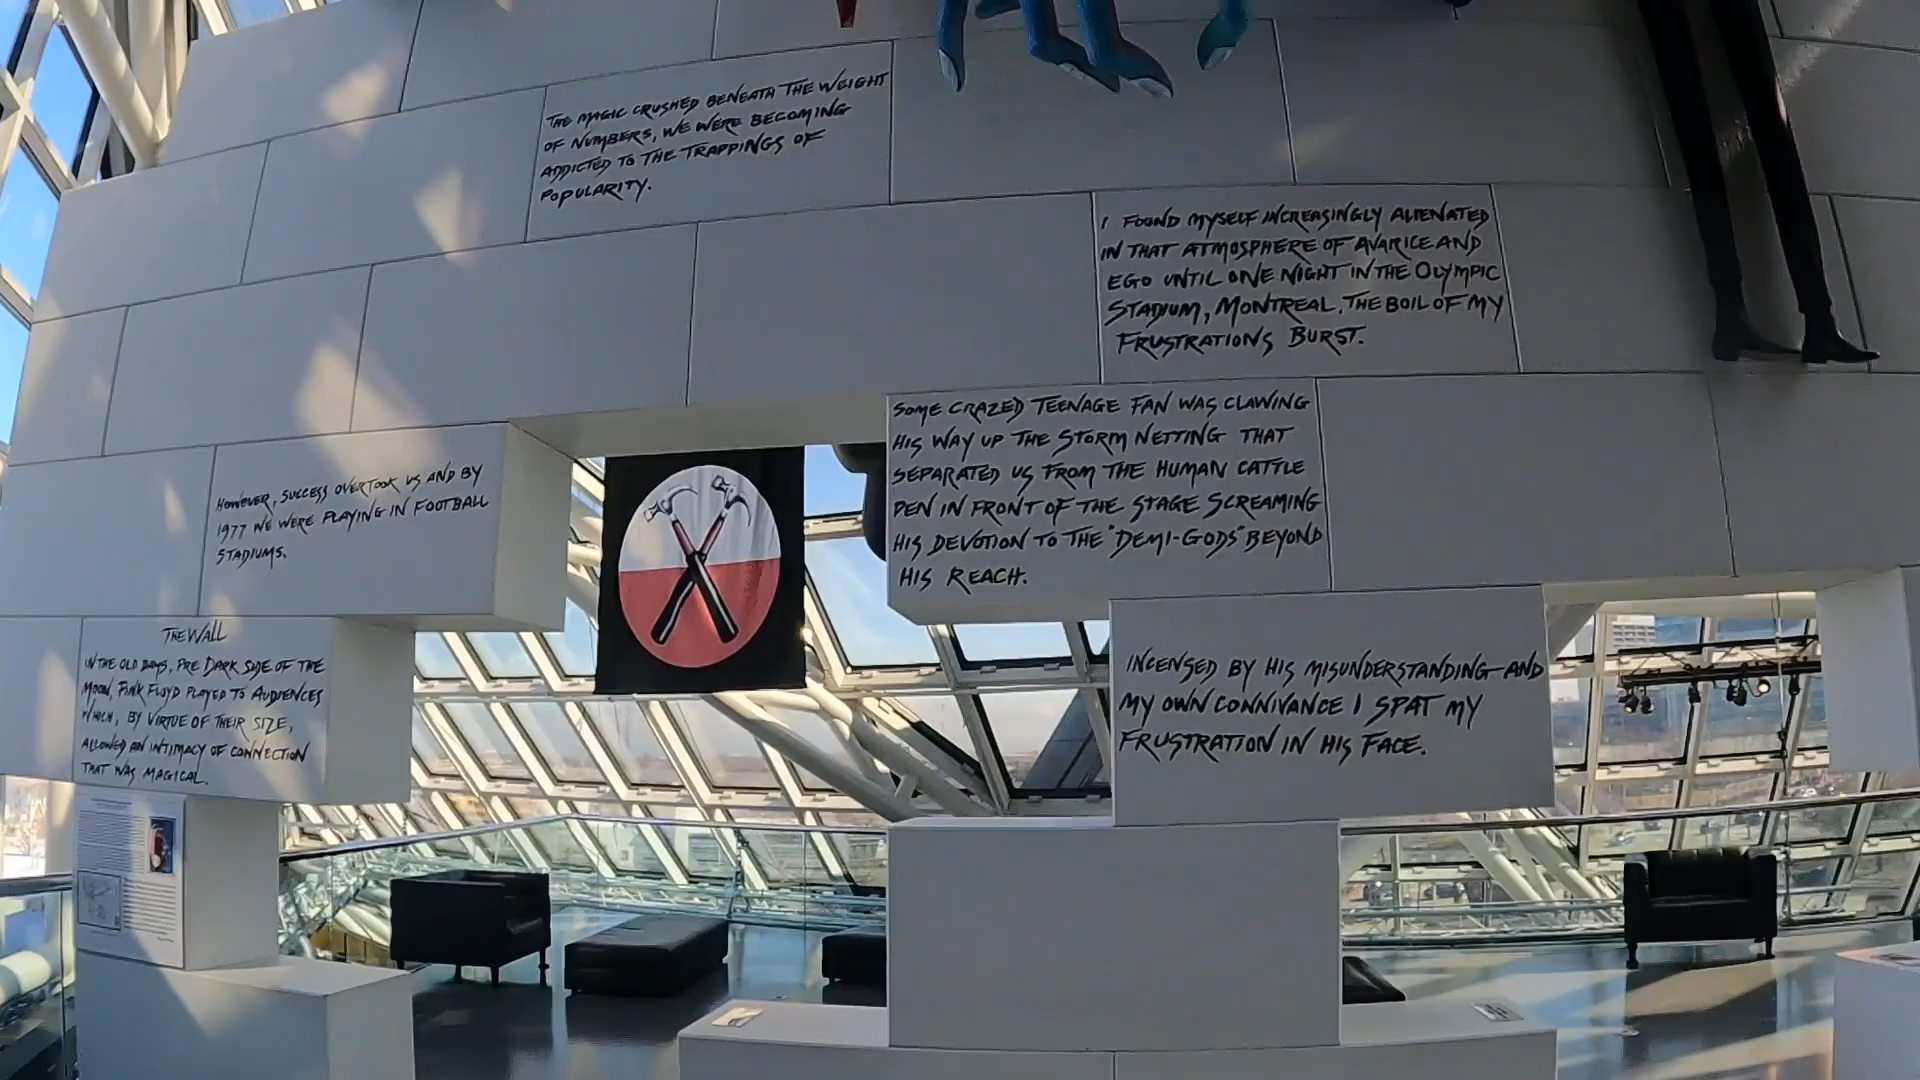 THE WALL
IN THE OLD DAYS, PRE DARK SIDE OF THE
MOON, PINK FLOYD PLAYED TO AUDIENCES
WHICH, BY VIRTUE OF THEIR SIZE,
ALLOWED AN INTIMACY OF CONNECTION
THAT WAS MAGICAL.
HOWEVER, SUCCESS OVERTOOK US AND BY
1977 WE WERE PLAYING IN FOOTBALL
STADIUMS.
THE MAGIC CRUSHED BENEATH THE WEIGHT
OF NUMBERS, WE WERE BECOMING
ADDICTED TO THE TRAPPINGS OF
POPULARITY.
I FOUND MYSELF INCREASINGLY ALIENATED
IN THAT ATMOSPHERE OF AVARICE AND
EGO UNTIL ONE NIGHT IN THE OLYMPIC
STADIUM, MONTREAL. THE BOIL OF MY
FRUSTRATIONS BURST.
SOME CRAZED TEENAGE FAN WAS CLAWING
HIS WAY UP THE STORM NETTING THAT
SEPARATED US FROM THE HUMAN CATTLE
PEN IN FRONT OF THE STAGE SCREAMING
HIS DEVOTION TO THE "DEMI-GODS" BEYOND
HIS REACH.
INCENSED BY HIS MISUNDERSTANDING AND
MY OWN CONNIVANCE I SPAT MY
FRUSTRATION IN HIS FACE.